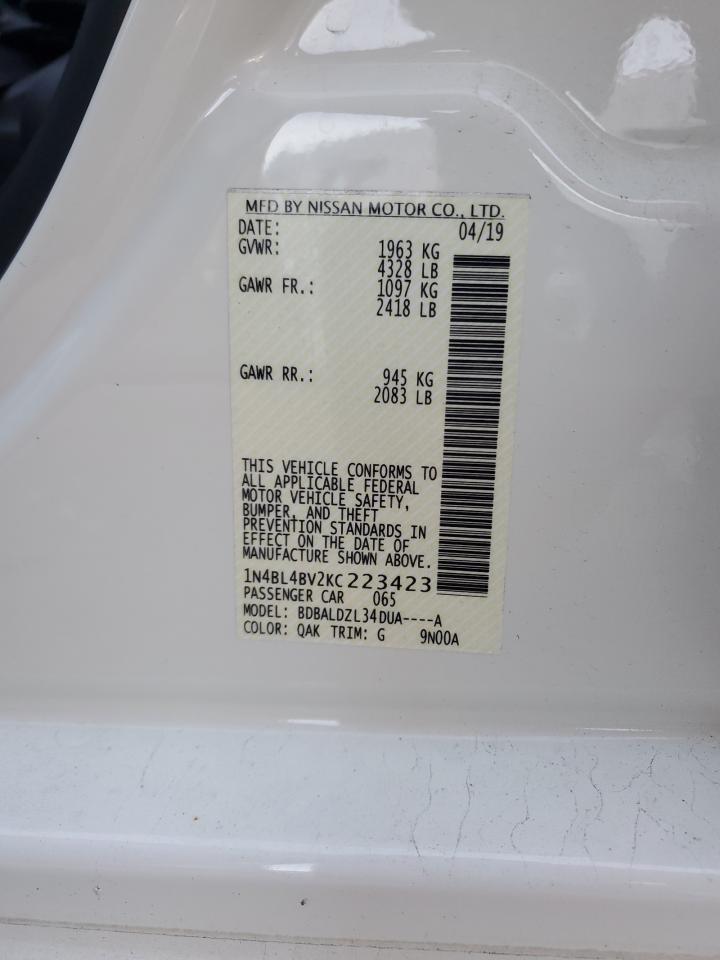 MFD BY NISSAN MOTOR CO., LTD.
DATE: 04/19
GVWR: 1963 KG
4328 LB
GAWR FR.: 1097 KG
2418 LB
GAWR RR.: 945 KG
2083 LB
THIS VEHICLE CONFORMS TO
ALL APPLICABLE FEDERAL
MOTOR VEHICLE SAFETY,
BUMPER, AND THEFT
PREVENTION STANDARDS IN
EFFECT ON THE DATE OF
MANUFACTURE SHOWN ABOVE.
1N4BL4BV2KC223423
PASSENGER CAR 065
MODEL: BDBALDZL34DUA----A
COLOR: QAK TRIM: G 9N00A